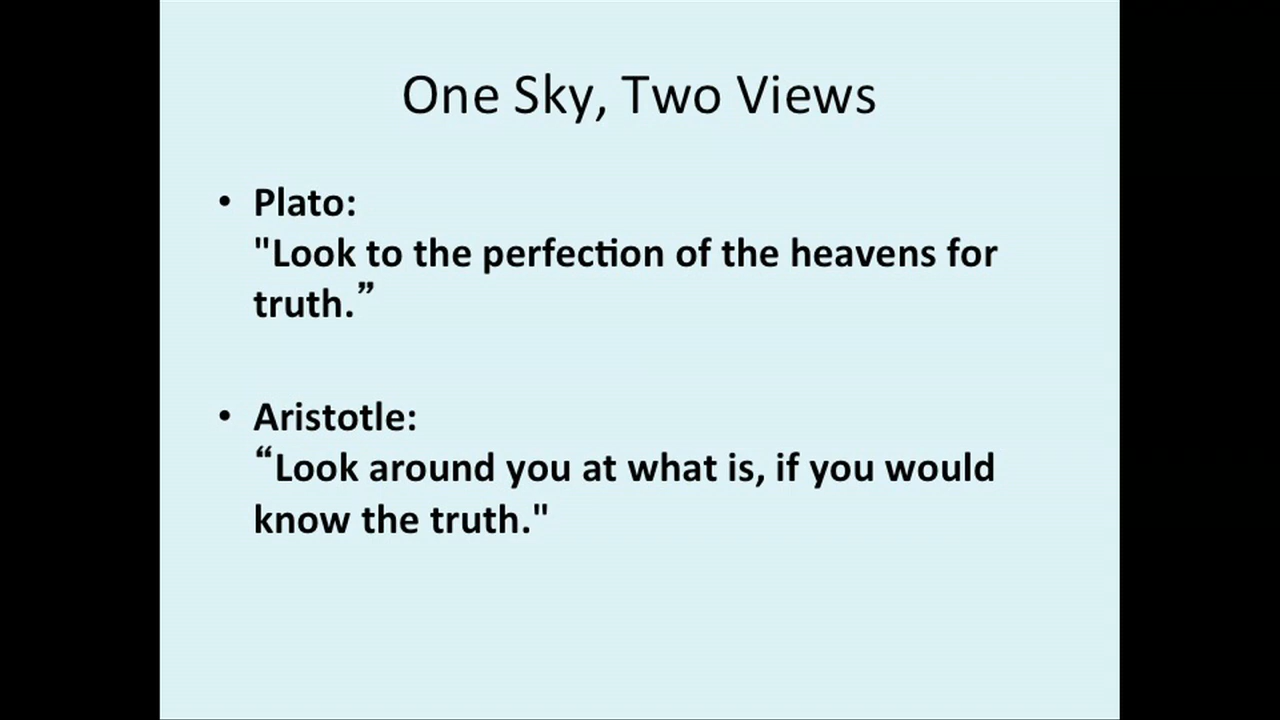 One Sky, Two Views
• Plato:
"Look to the perfection of the heavens for
truth.”
• Aristotle:
“Look around you at what is, if you would
know the truth."